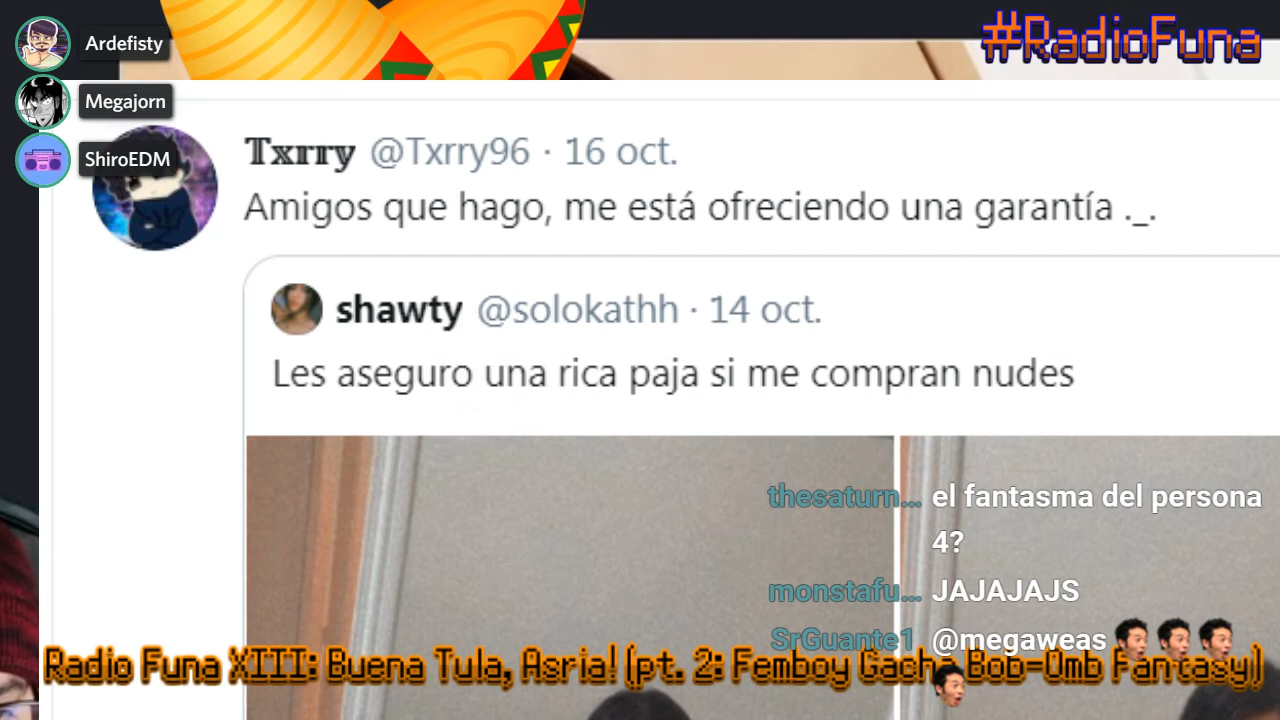 Ardefisty
#RadioFuna
Megajorn
ShiroEDM
Txrry @Txrry96 · 16 oct.
Amigos que hago, me está ofreciendo una garantía ._.
shawty @solokathh · 14 oct.
Les aseguro una rica paja si me compran nudes
thesaturn... el fantasma del persona
4?
monstafu... JAJAJAJS
SrGuante1 @megaweas
Radio Funa XIII: Buena Tula, Asria! (pt. 2: Femboy Gacha Bob-Omb Fantasy)